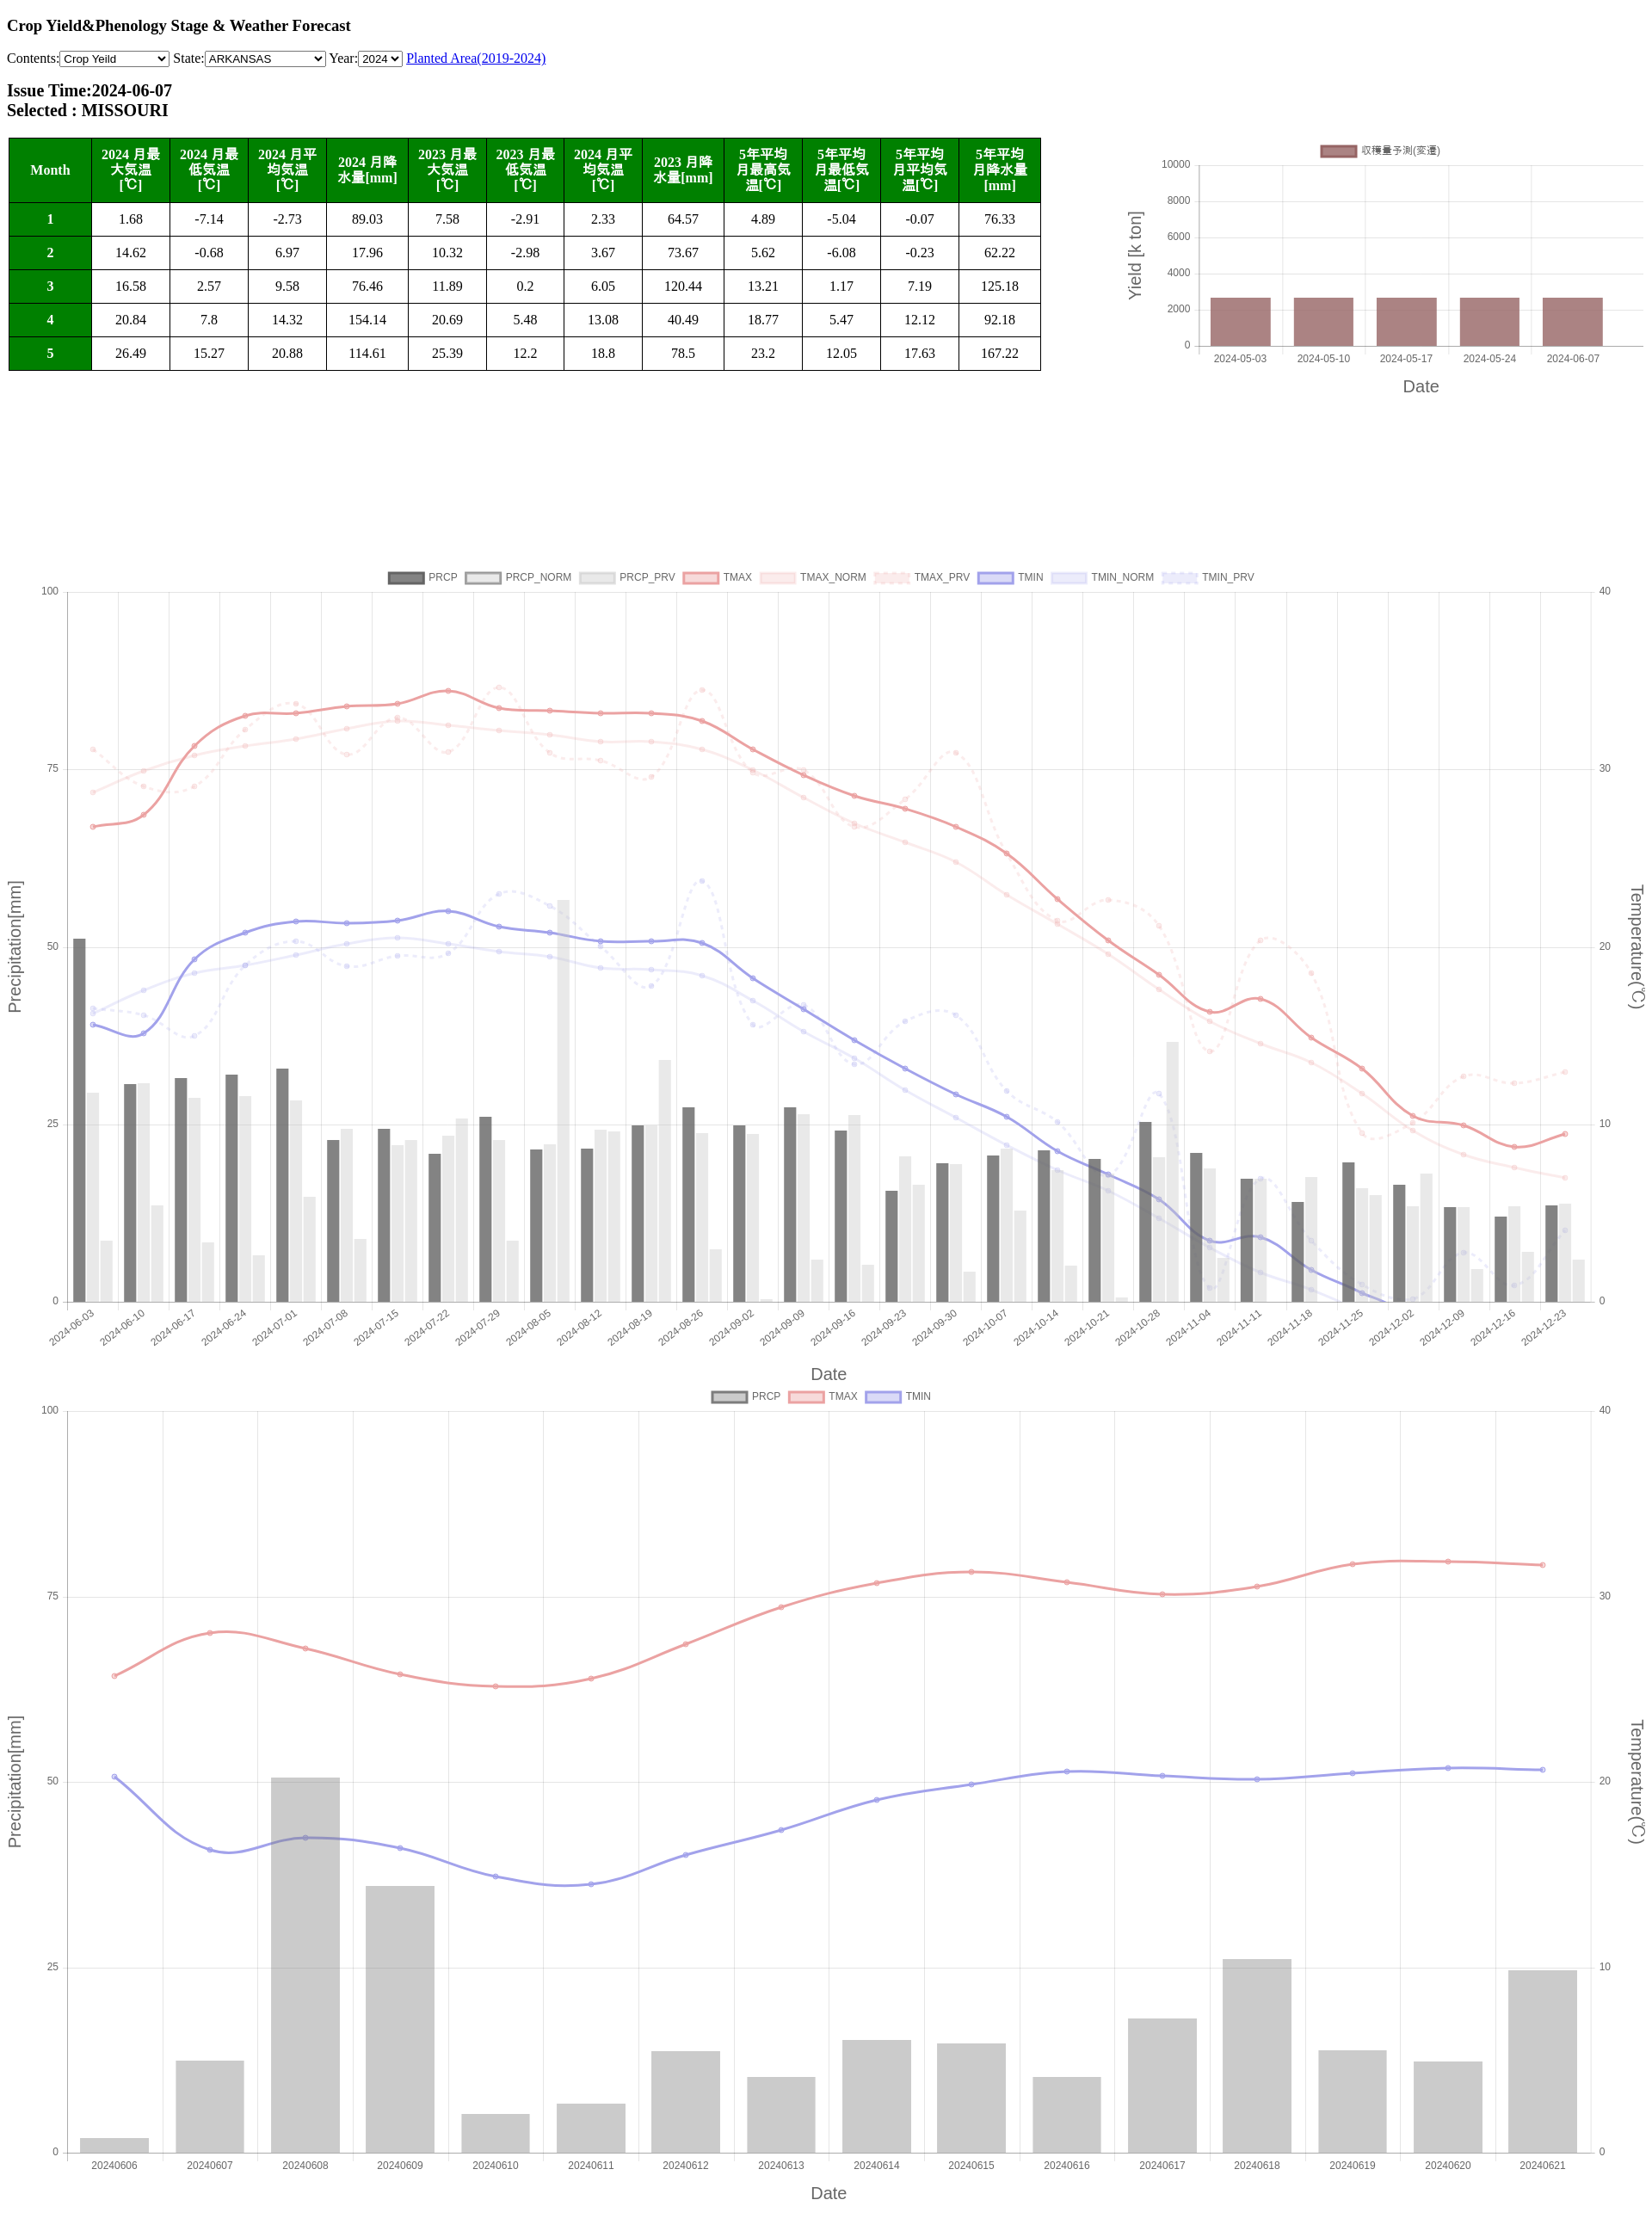 Crop Yield&Phenology Stage & Weather Forecast
Contents: Crop Yeild State: ARKANSAS Year: 2024 Planted Area(2019-2024)
Issue Time:2024-06-07
Selected : MISSOURI
Month 2024 月最大気温[℃] 2024 月最低気温[℃] 2024 月平均気温[℃] 2024 月降水量[mm] 2023 月最大気温[℃] 2023 月最低気温[℃] 2024 月平均気温[℃] 2023 月降水量[mm] 5年平均月最高気温[℃] 5年平均月最低気温[℃] 5年平均月平均気温[℃] 5年平均月降水量[mm]
1 1.68 -7.14 -2.73 89.03 7.58 -2.91 2.33 64.57 4.89 -5.04 -0.07 76.33
2 14.62 -0.68 6.97 17.96 10.32 -2.98 3.67 73.67 5.62 -6.08 -0.23 62.22
3 16.58 2.57 9.58 76.46 11.89 0.2 6.05 120.44 13.21 1.17 7.19 125.18
4 20.84 7.8 14.32 154.14 20.69 5.48 13.08 40.49 18.77 5.47 12.12 92.18
5 26.49 15.27 20.88 114.61 25.39 12.2 18.8 78.5 23.2 12.05 17.63 167.22
収穫量予測(変遷)
Yield [k ton]
10000
8000
6000
4000
2000
0
2024-05-03 2024-05-10 2024-05-17 2024-05-24 2024-06-07
Date
PRCP PRCP_NORM PRCP_PRV TMAX TMAX_NORM TMAX_PRV TMIN TMIN_NORM TMIN_PRV
Precipitation[mm]
100 40
75 30
50 20
25 10
0 0
Temperature(℃)
2024-06-03 2024-06-10 2024-06-17 2024-06-24 2024-07-01 2024-07-08 2024-07-15 2024-07-22 2024-07-29 2024-08-05 2024-08-12 2024-08-19 2024-08-26 2024-09-02 2024-09-09 2024-09-16 2024-09-23 2024-09-30 2024-10-07 2024-10-14 2024-10-21 2024-10-28 2024-11-04 2024-11-11 2024-11-18 2024-11-25 2024-12-02 2024-12-09 2024-12-16 2024-12-23
Date
PRCP TMAX TMIN
Precipitation[mm]
100 40
75 30
50 20
25 10
0 0
Temperature(℃)
20240606 20240607 20240608 20240609 20240610 20240611 20240612 20240613 20240614 20240615 20240616 20240617 20240618 20240619 20240620 20240621
Date